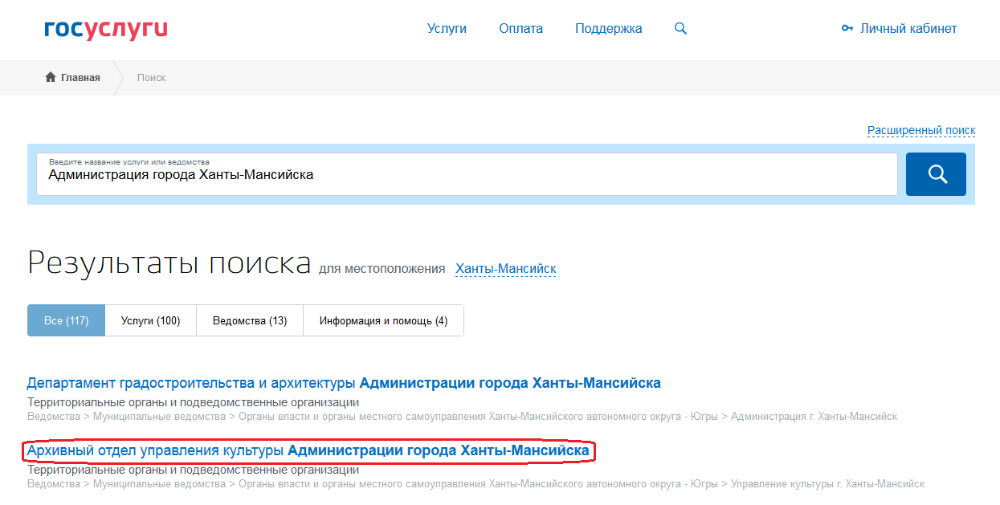 госуслуги
Услуги Оплата Поддержка Личный кабинет
Главная Поиск
Расширенный поиск
Введите название услуги или ведомства
Администрация города Ханты-Мансийска
Результаты поиска для местоположения Ханты-Мансийск
Все (117) Услуги (100) Ведомства (13) Информация и помощь (4)
Департамент градостроительства и архитектуры Администрации города Ханты-Мансийска
Территориальные органы и подведомственные организации
Ведомства > Муниципальные ведомства > Органы власти и органы местного самоуправления Ханты-Мансийского автономного округа - Югры > Администрация г. Ханты-Мансийск
Архивный отдел управления культуры Администрации города Ханты-Мансийска
Территориальные органы и подведомственные организации
Ведомства > Муниципальные ведомства > Органы власти и органы местного самоуправления Ханты-Мансийского автономного округа - Югры > Управление культуры г. Ханты-Мансийск